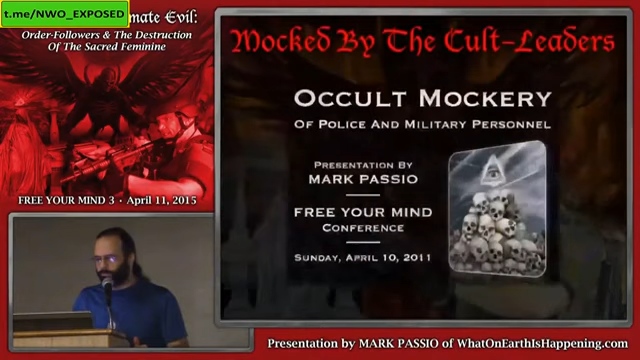 t.me/NWO_EXPOSED
mate Evil:
Order-Followers & The Destruction
Of The Sacred Feminine
FREE YOUR MIND 3 · April 11, 2015
Mocked By The Cult-Leaders
OCCULT MOCKERY
OF POLICE AND MILITARY PERSONNEL
PRESENTATION BY
MARK PASSIO
FREE YOUR MIND
CONFERENCE
SUNDAY, APRIL 10, 2011
Presentation by MARK PASSIO of WhatOnEarthIsHappening.com